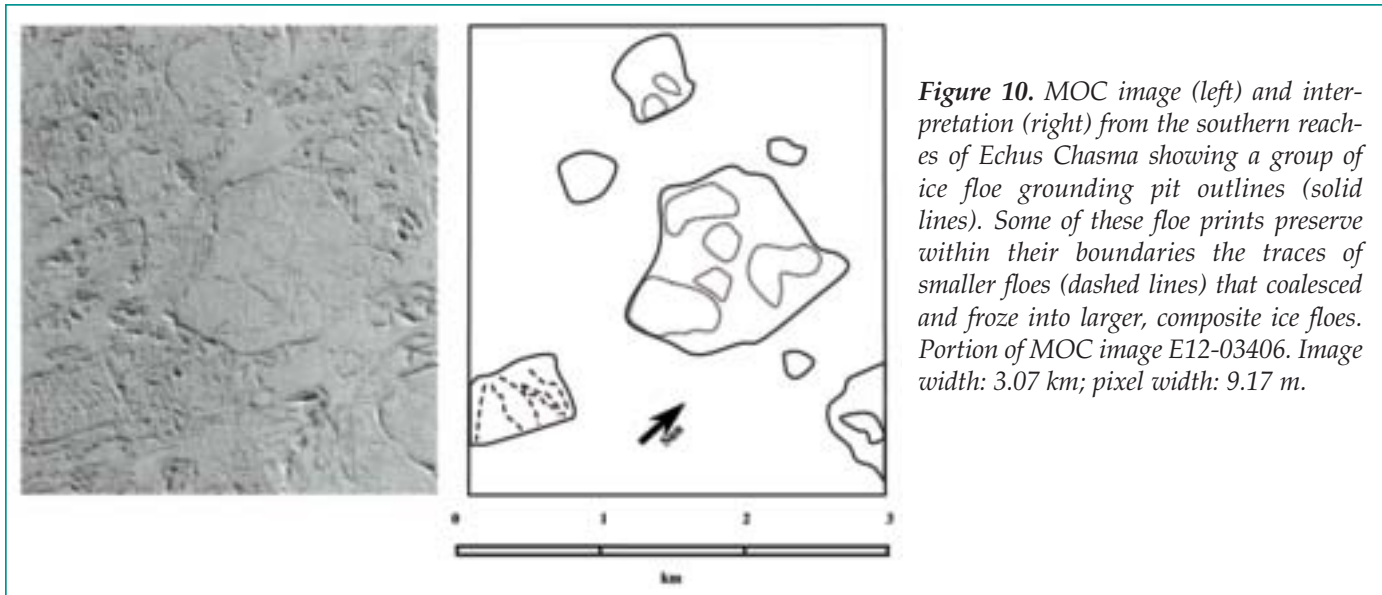 Figure 10. MOC image (left) and inter-
pretation (right) from the southern reach-
es of Echus Chasma showing a group of
ice floe grounding pit outlines (solid
lines). Some of these floe prints preserve
within their boundaries the traces of
smaller floes (dashed lines) that coalesced
and froze into larger, composite ice floes.
Portion of MOC image E12-03406. Image
width: 3.07 km; pixel width: 9.17 m.
0 1 2 3
km